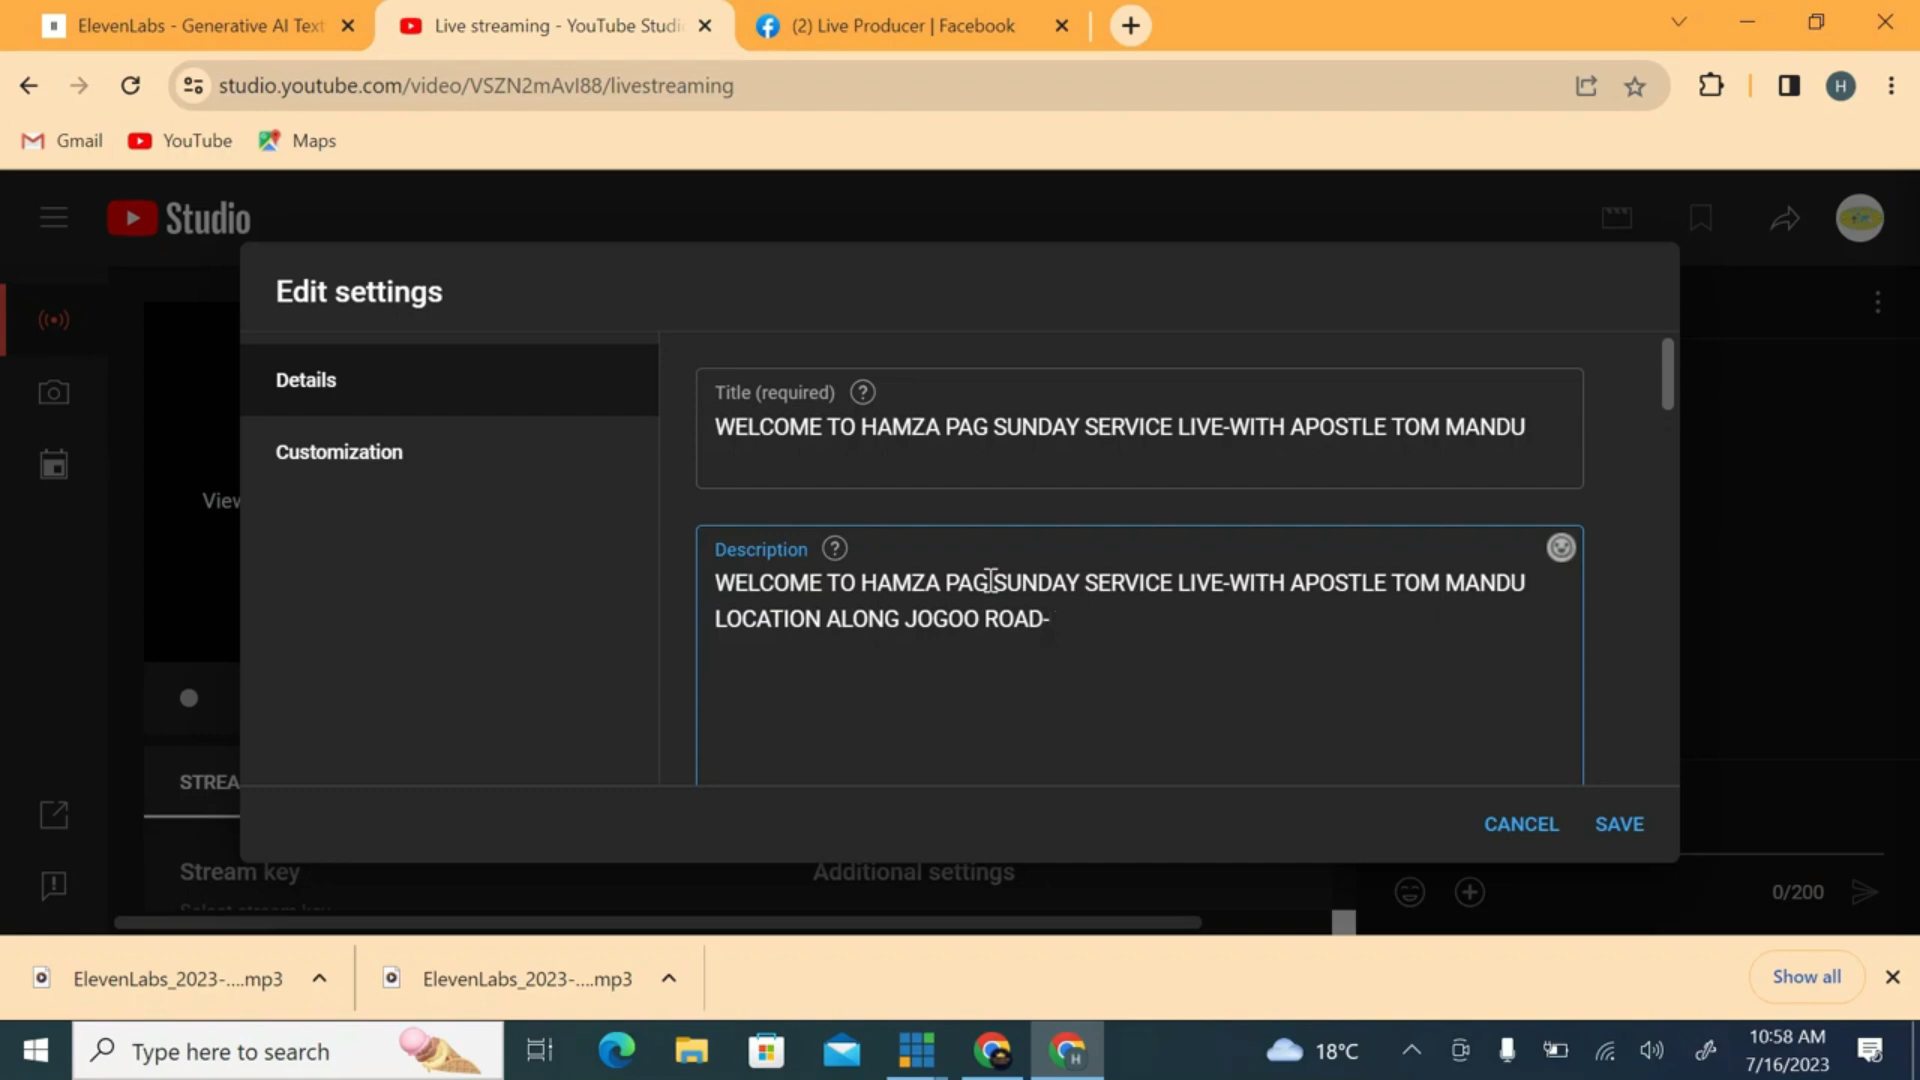 ElevenLabs - Generative AI Text
Live streaming - YouTube Studi
(2) Live Producer | Facebook
studio.youtube.com/video/VSZN2mAvI88/livestreaming
H
Gmail
YouTube
Maps
Studio
Edit settings
Details
Customization
Title (required)
WELCOME TO HAMZA PAG SUNDAY SERVICE LIVE-WITH APOSTLE TOM MANDU
Description
WELCOME TO HAMZA PAG SUNDAY SERVICE LIVE-WITH APOSTLE TOM MANDU
LOCATION ALONG JOGOO ROAD-
View
STREA
CANCEL
SAVE
Stream key
Additional settings
Select stream key
0/200
ElevenLabs_2023-....mp3
ElevenLabs_2023-....mp3
Show all
Type here to search
H
18°C
10:58 AM
7/16/2023